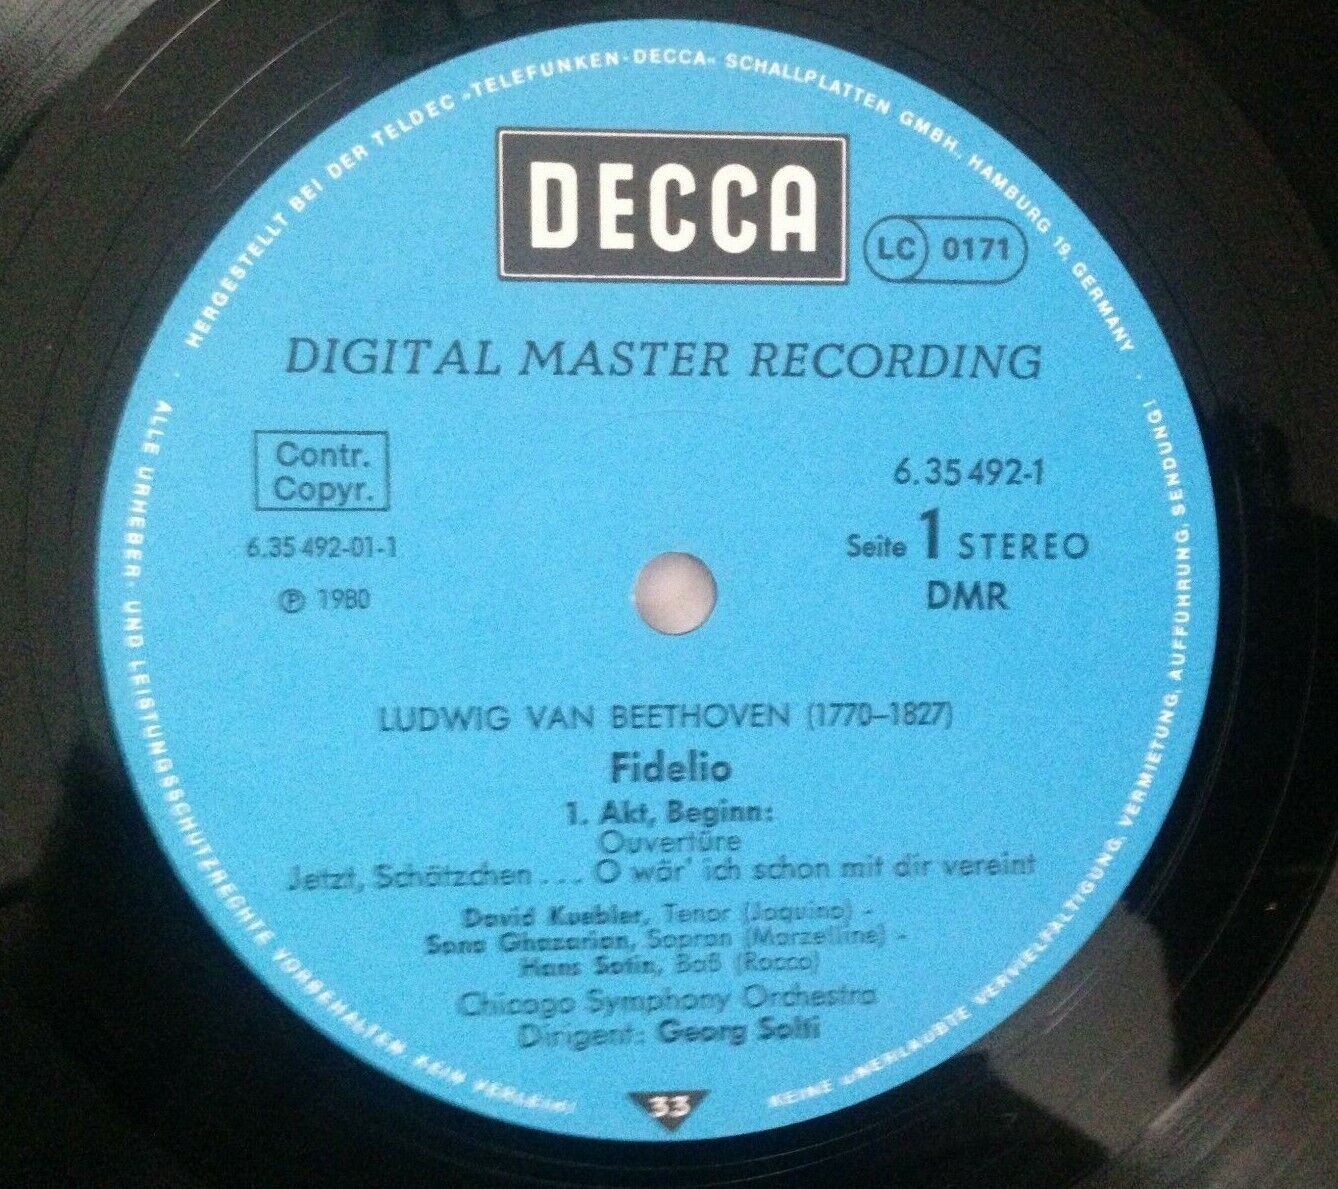 HERGESTELLT BEI DER TELDEC »TELEFUNKEN-DECCA« SCHALLPLATTEN GMBH, HAMBURG 19, GERMANY
DECCA
LC 0171
DIGITAL MASTER RECORDING
Contr.
Copyr.
6.35 492-1
6.35 492-01-1
Seite 1 STEREO
℗ 1980
DMR
LUDWIG VAN BEETHOVEN (1770–1827)
Fidelio
1. Akt, Beginn:
Ouvertüre
Jetzt, Schätzchen . . . O wär' ich schon mit dir vereint
David Kuebler, Tenor (Jaquino) -
Sona Ghazarian, Sopran (Marzelline) -
Hans Sotin, Baß (Rocco)
Chicago Symphony Orchestra
Dirigent: Georg Solti
33
ALLE URHEBER- UND LEISTUNGSSCHUTZRECHTE VORBEHALTEN. KEIN VERLEIH!
KEINE UNERLAUBTE VERVIELFÄLTIGUNG, VERMIETUNG, AUFFÜHRUNG, SENDUNG!